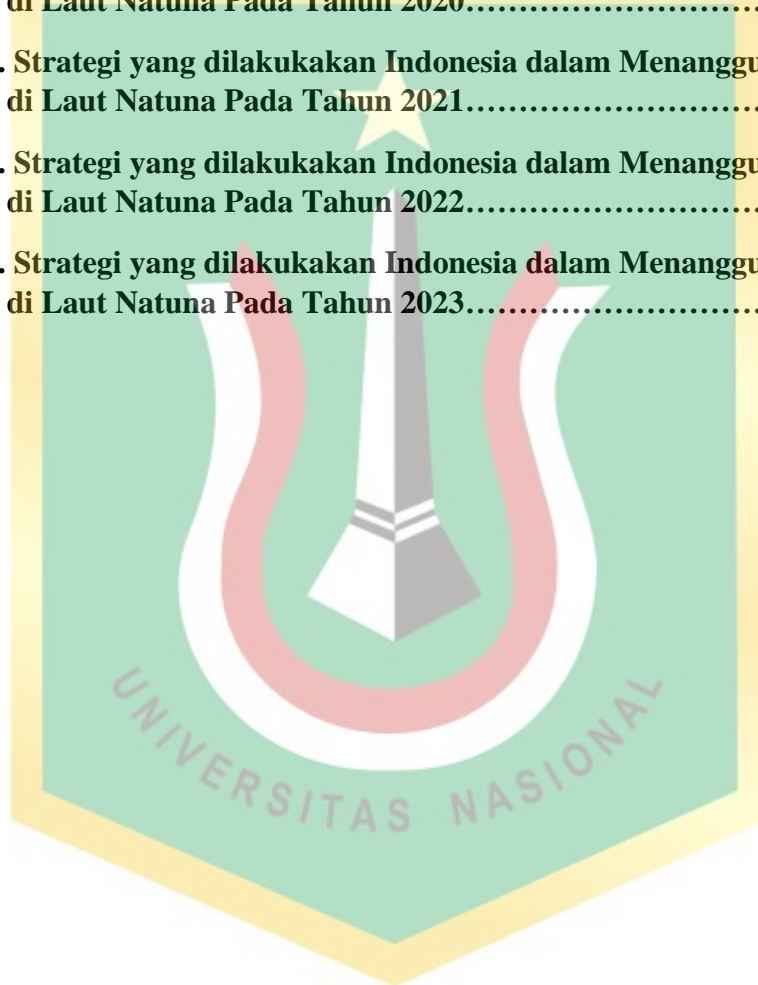 di Laut Natuna Pada Tahun 2020……………………………
. Strategi yang dilakukakan Indonesia dalam Menanggu
di Laut Natuna Pada Tahun 2021……………………………
. Strategi yang dilakukakan Indonesia dalam Menanggu
di Laut Natuna Pada Tahun 2022……………………………
. Strategi yang dilakukakan Indonesia dalam Menanggu
di Laut Natuna Pada Tahun 2023……………………………
UNIVERSITAS NASIONAL